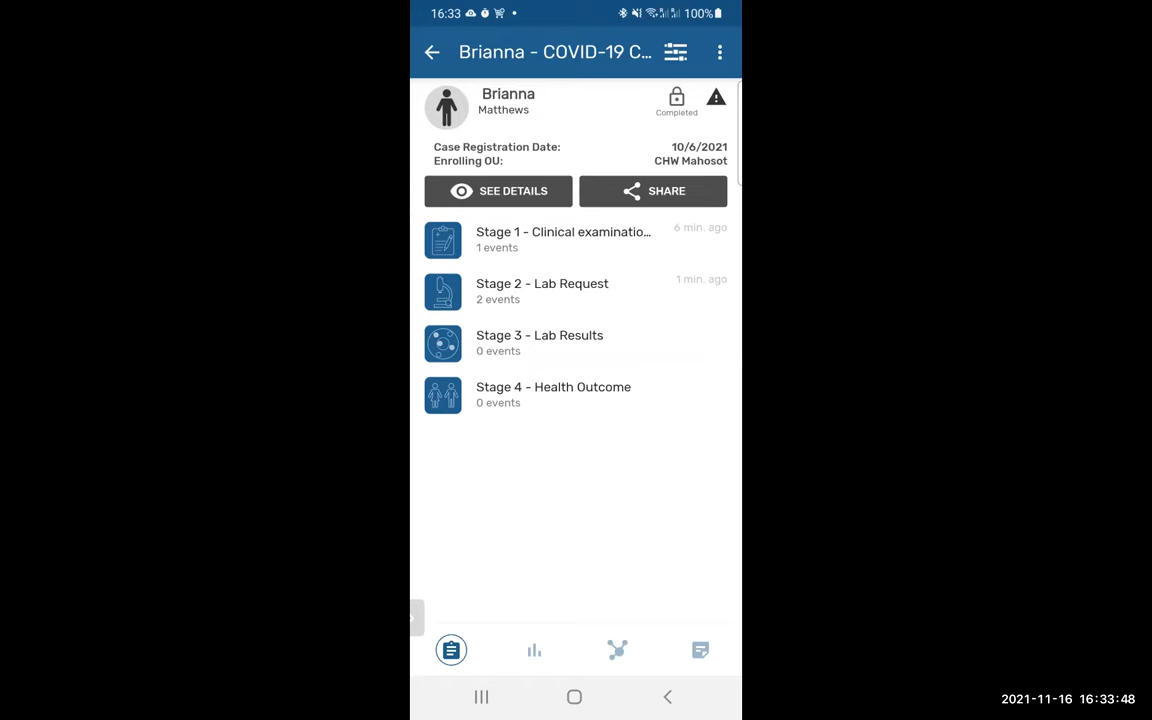 16:33
100%
Brianna - COVID-19 C...
Brianna
Matthews
Completed
Case Registration Date: 10/6/2021
Enrolling OU: CHW Mahosot
SEE DETAILS
SHARE
Stage 1 - Clinical examinatio... 6 min. ago
1 events
Stage 2 - Lab Request 1 min. ago
2 events
Stage 3 - Lab Results
0 events
Stage 4 - Health Outcome
0 events
2021-11-16 16:33:48